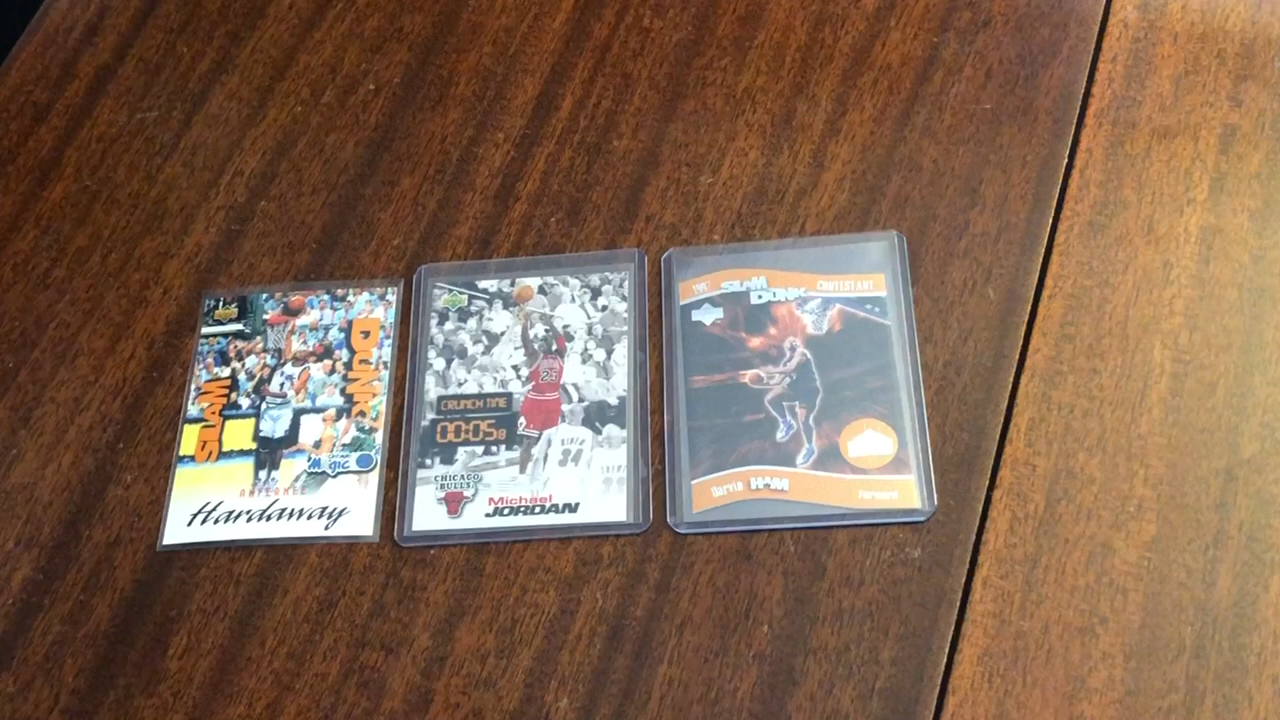 SLAM
DUNK
Magic
ANFERNEE
Hardaway
23
CRUNCH TIME
00:05
34
CHICAGO
BULLS
Michael
JORDAN
1997 SLAM DUNK CONTESTANT
Darvin HAM
Forward